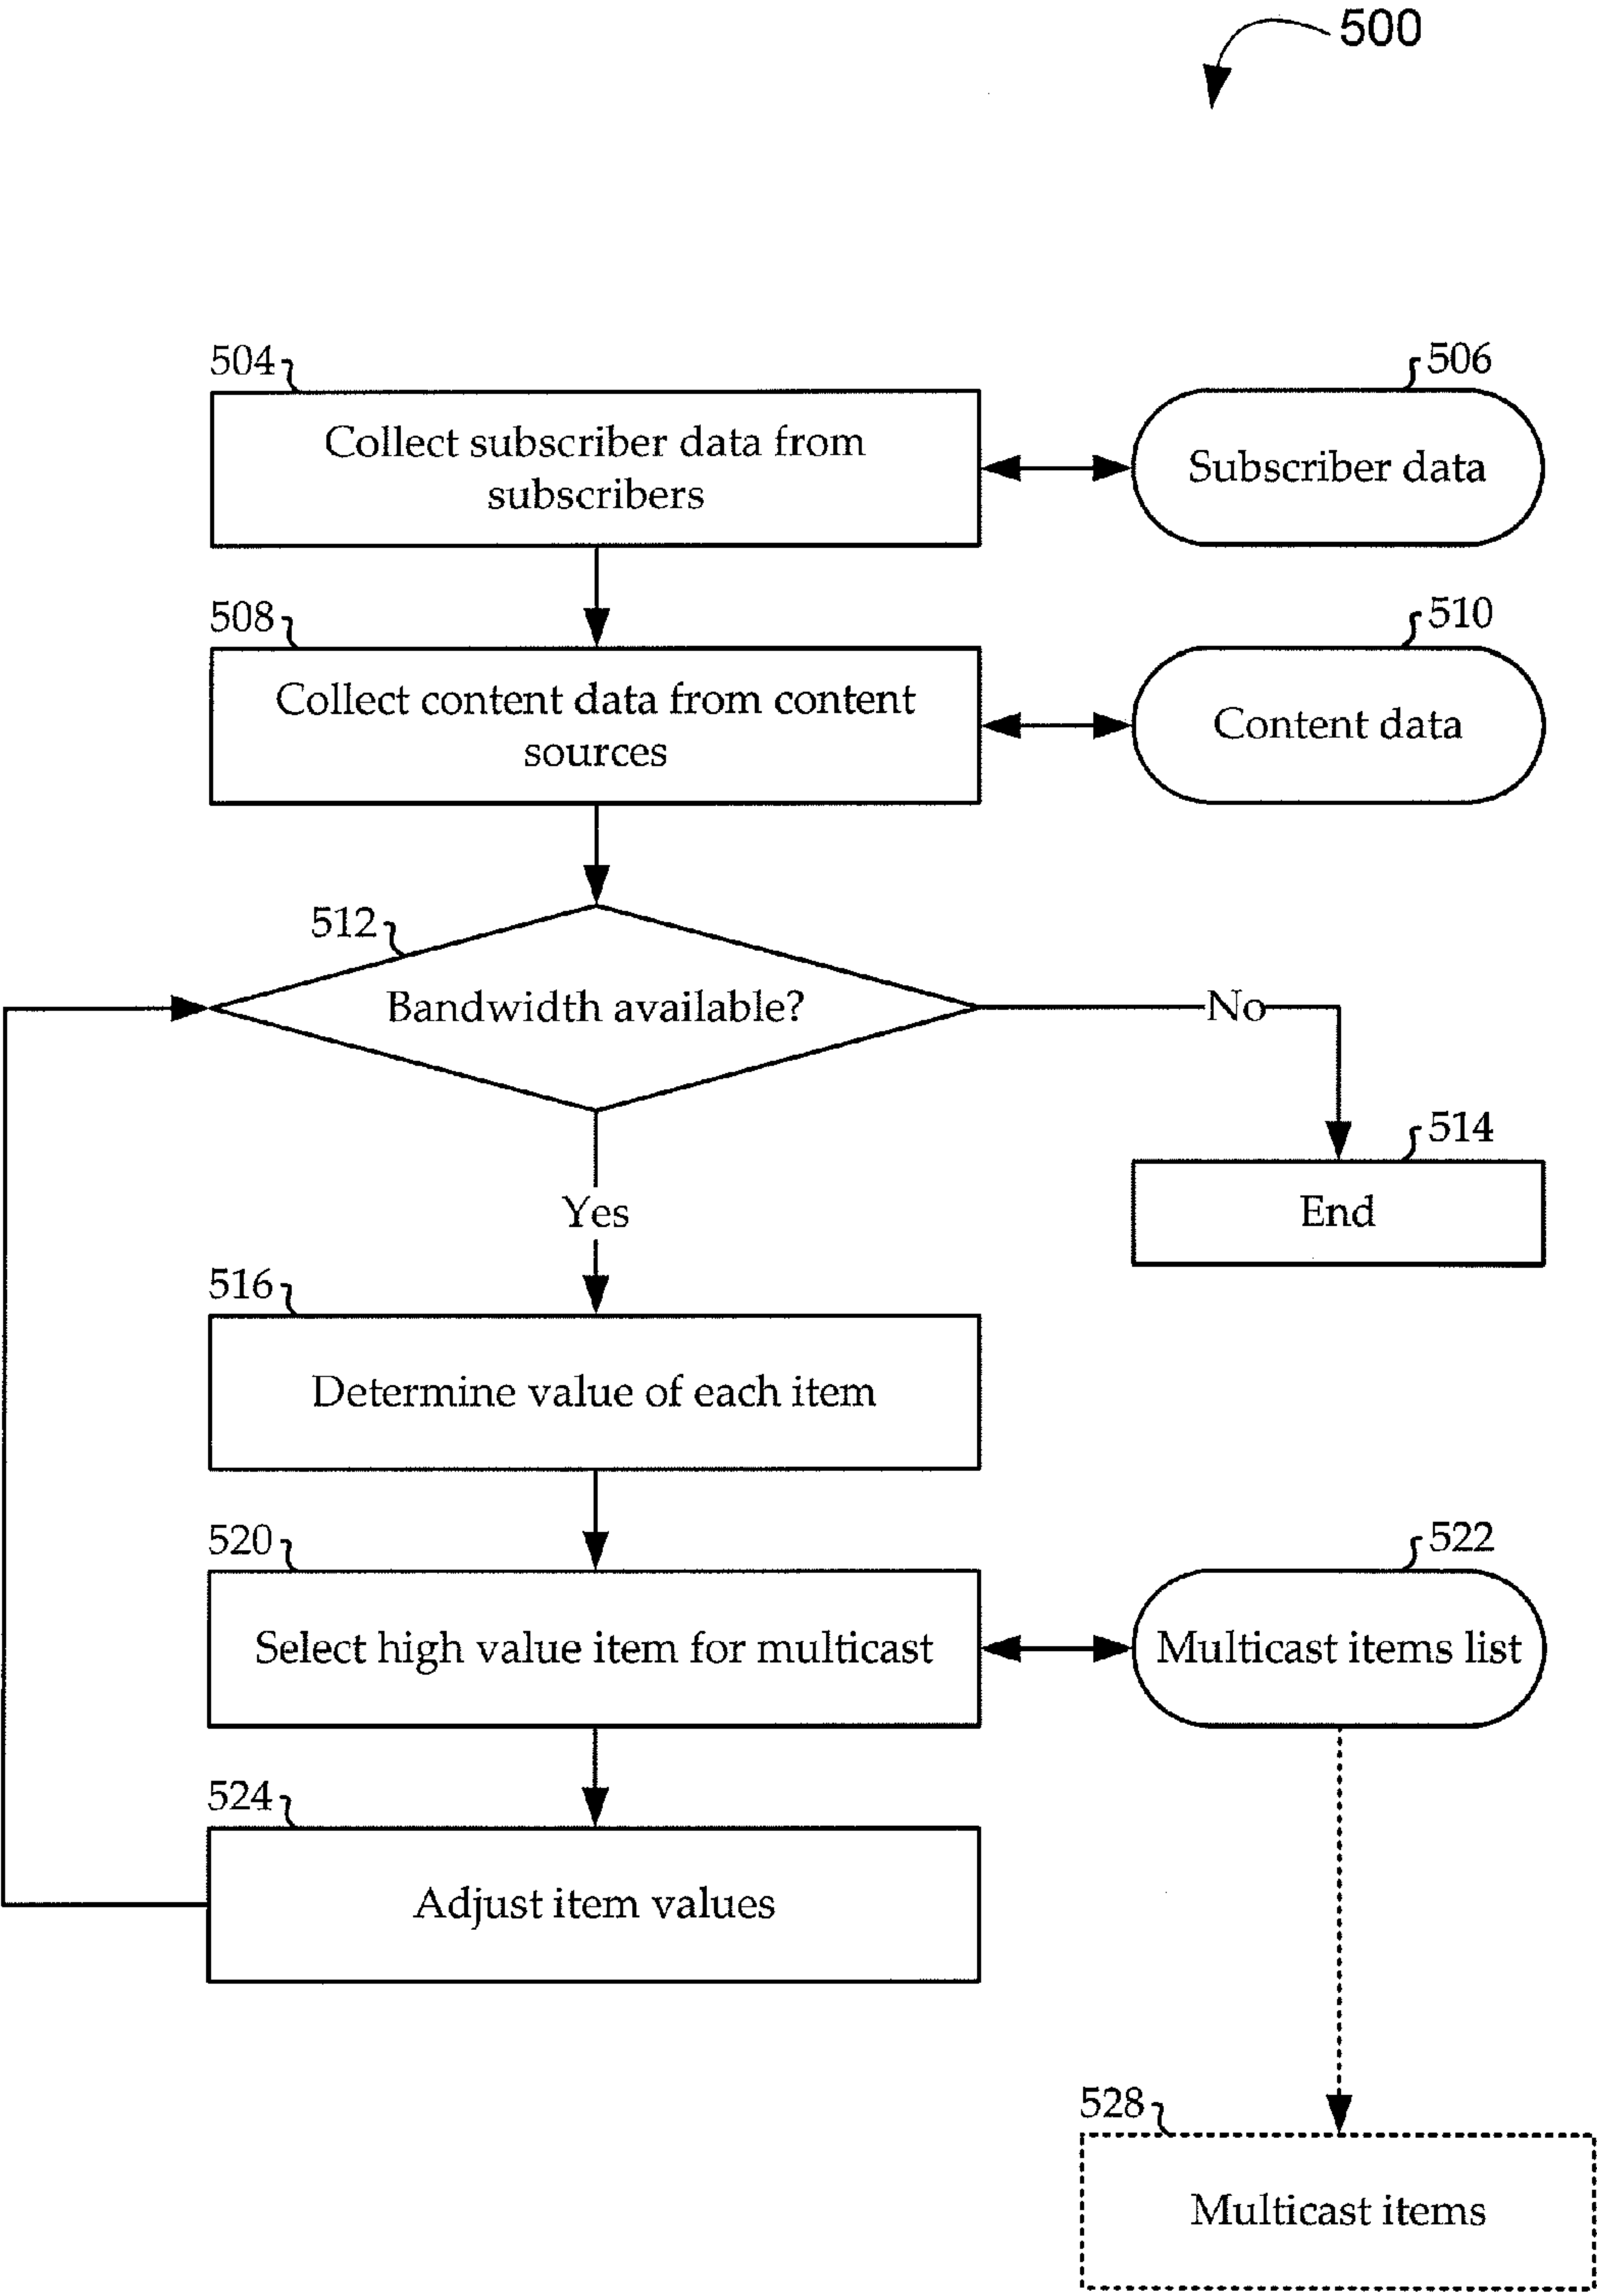 500
504
Collect subscriber data from
subscribers
506
Subscriber data
508
Collect content data from content
sources
510
Content data
512
Bandwidth available?
No
514
End
Yes
516
Determine value of each item
520
Select high value item for multicast
522
Multicast items list
524
Adjust item values
528
Multicast items